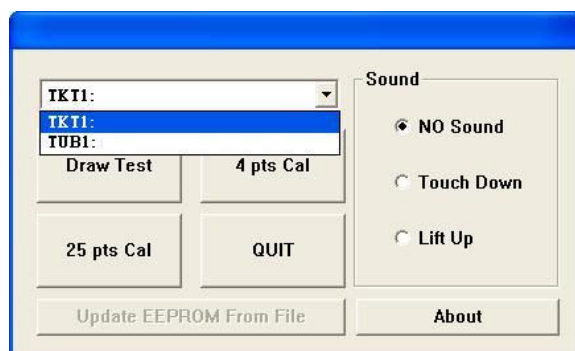 TKT1:
TKT1:
TUB1:
Draw Test
4 pts Cal
25 pts Cal
QUIT
Update EEPROM From File
Sound
NO Sound
Touch Down
Lift Up
About